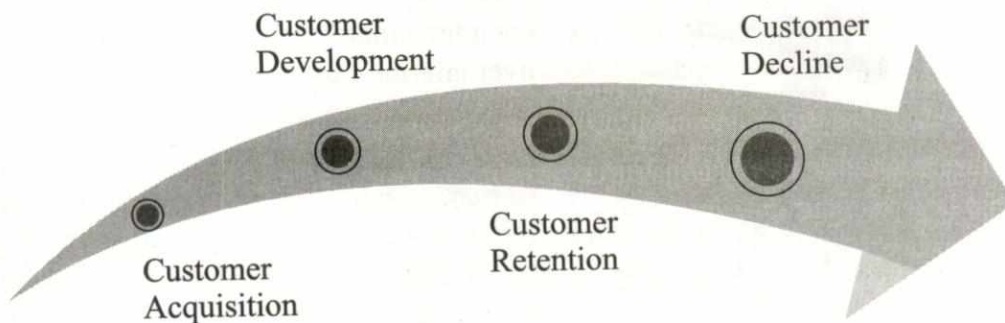 Customer
Development
Customer
Decline
Customer
Retention
Customer
Acquisition